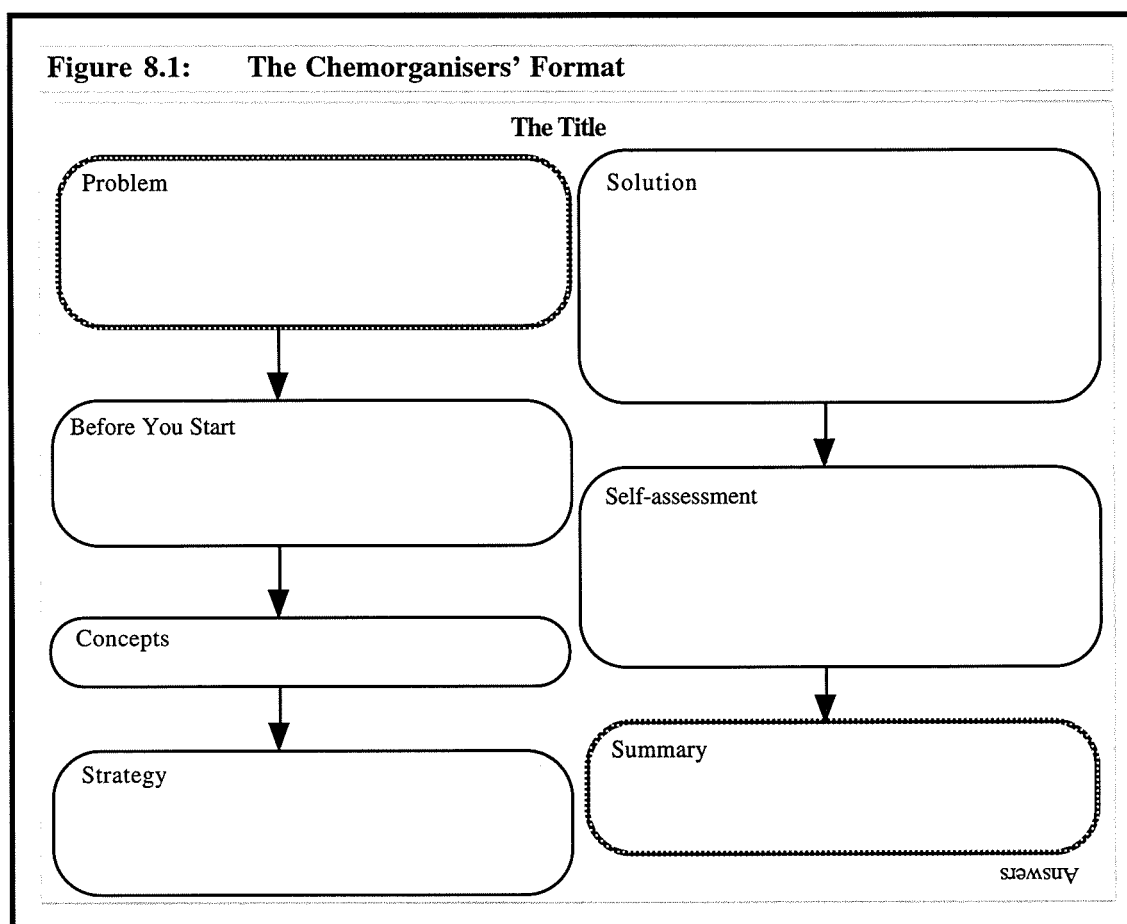 Figure 8.1: The Chemorganisers' Format
The Title
Problem
Before You Start
Concepts
Strategy
Solution
Self-assessment
Summary
Answers